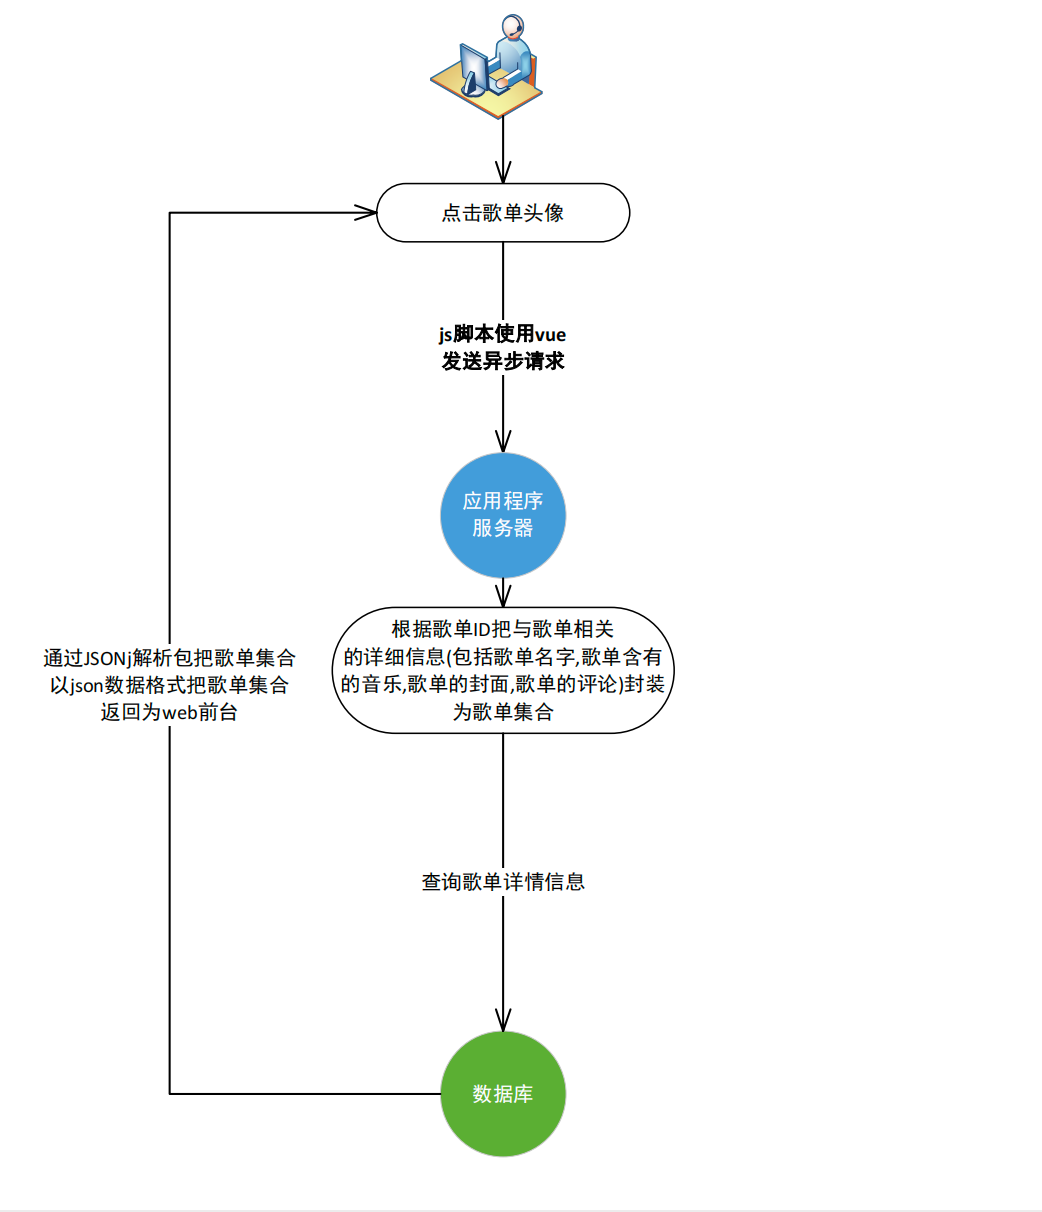 点击歌单头像
js脚本使用vue
发送异步请求
应用程序
服务器
根据歌单ID把与歌单相关
的详细信息(包括歌单名字,歌单含有
的音乐,歌单的封面,歌单的评论)封装
为歌单集合
通过JSONj解析包把歌单集合
以json数据格式把歌单集合
返回为web前台
查询歌单详情信息
数据库